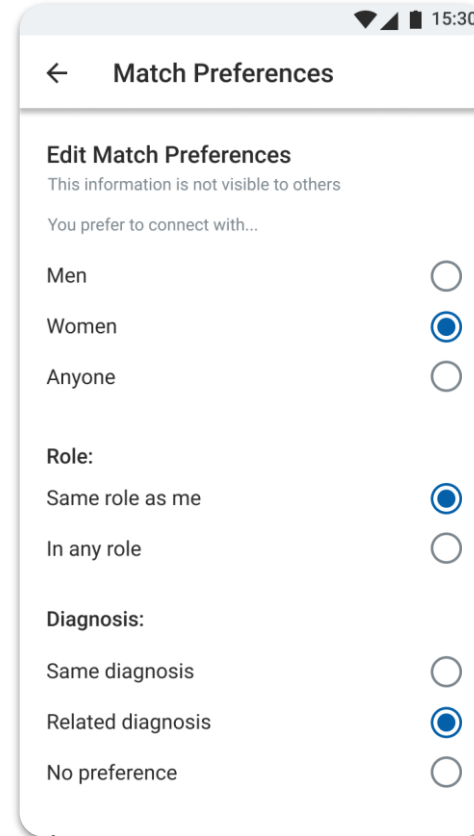 15:30
Match Preferences
Edit Match Preferences
This information is not visible to others
You prefer to connect with...
Men
Women
Anyone
Role:
Same role as me
In any role
Diagnosis:
Same diagnosis
Related diagnosis
No preference